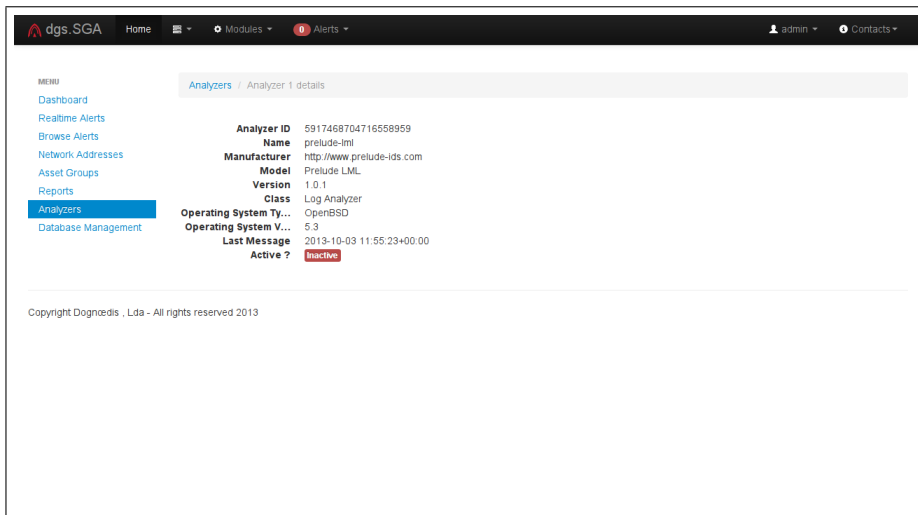 dgs.SGA Home Modules 0 Alerts admin Contacts
MENU
Dashboard
Realtime Alerts
Browse Alerts
Network Addresses
Asset Groups
Reports
Analyzers
Database Management
Analyzers / Analyzer 1 details
Analyzer ID 5917468704716558959
Name prelude-lml
Manufacturer http://www.prelude-ids.com
Model Prelude LML
Version 1.0.1
Class Log Analyzer
Operating System Ty... OpenBSD
Operating System V... 5.3
Last Message 2013-10-03 11:55:23+00:00
Active ? Inactive
Copyright Dognœdis , Lda - All rights reserved 2013